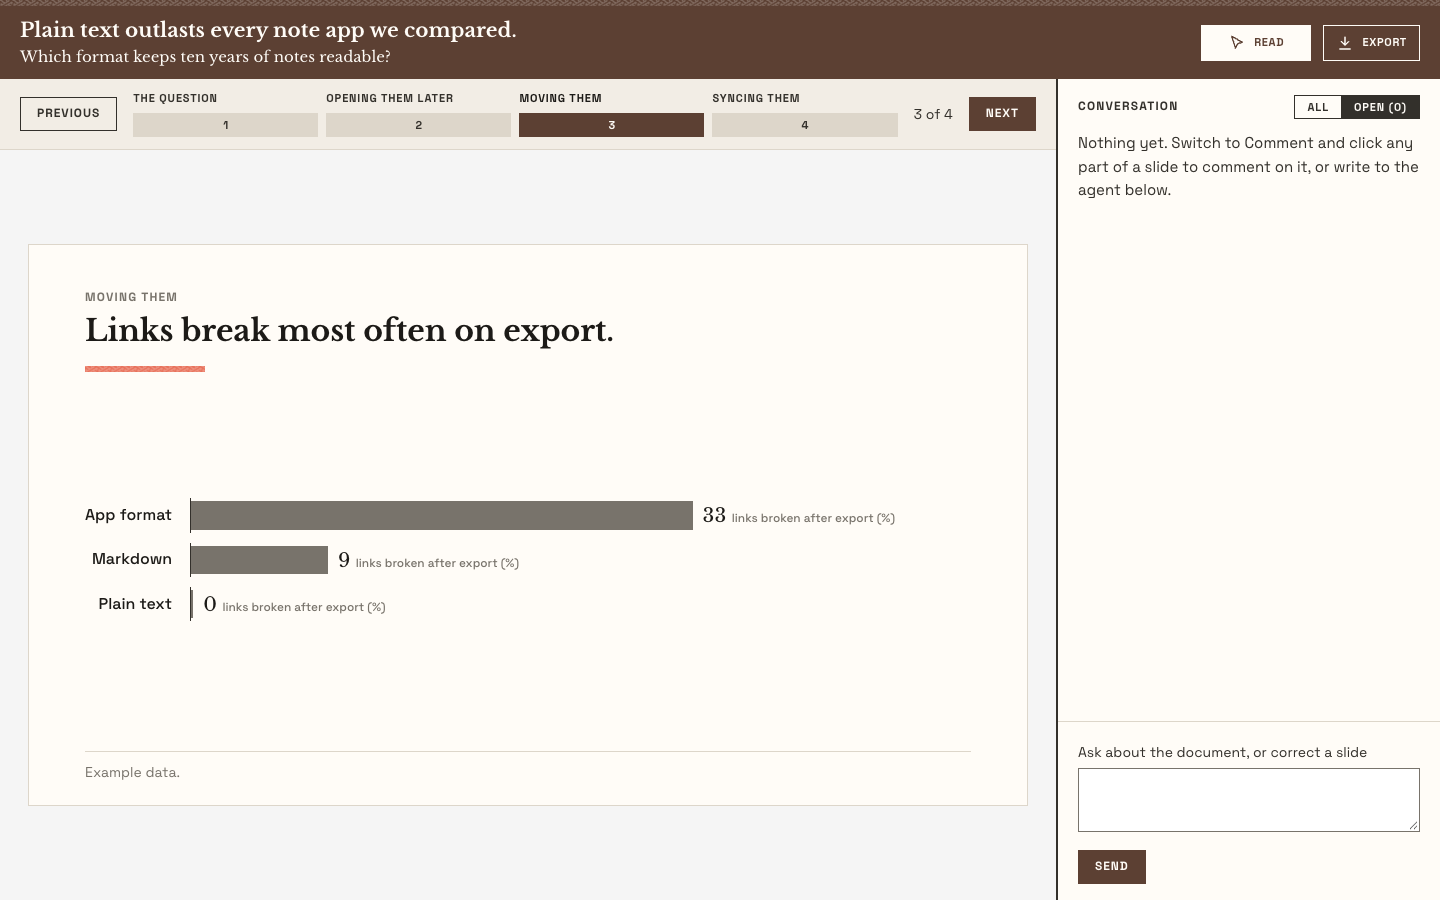 Plain text outlasts every note app we compared.
Which format keeps ten years of notes readable?
READ
EXPORT
PREVIOUS
THE QUESTION
1
OPENING THEM LATER
2
MOVING THEM
3
SYNCING THEM
4
3 of 4
NEXT
MOVING THEM
Links break most often on export.
App format
33 links broken after export (%)
Markdown
9 links broken after export (%)
Plain text
0 links broken after export (%)
Example data.
CONVERSATION
ALL
OPEN (0)
Nothing yet. Switch to Comment and click any
part of a slide to comment on it, or write to the
agent below.
Ask about the document, or correct a slide
SEND